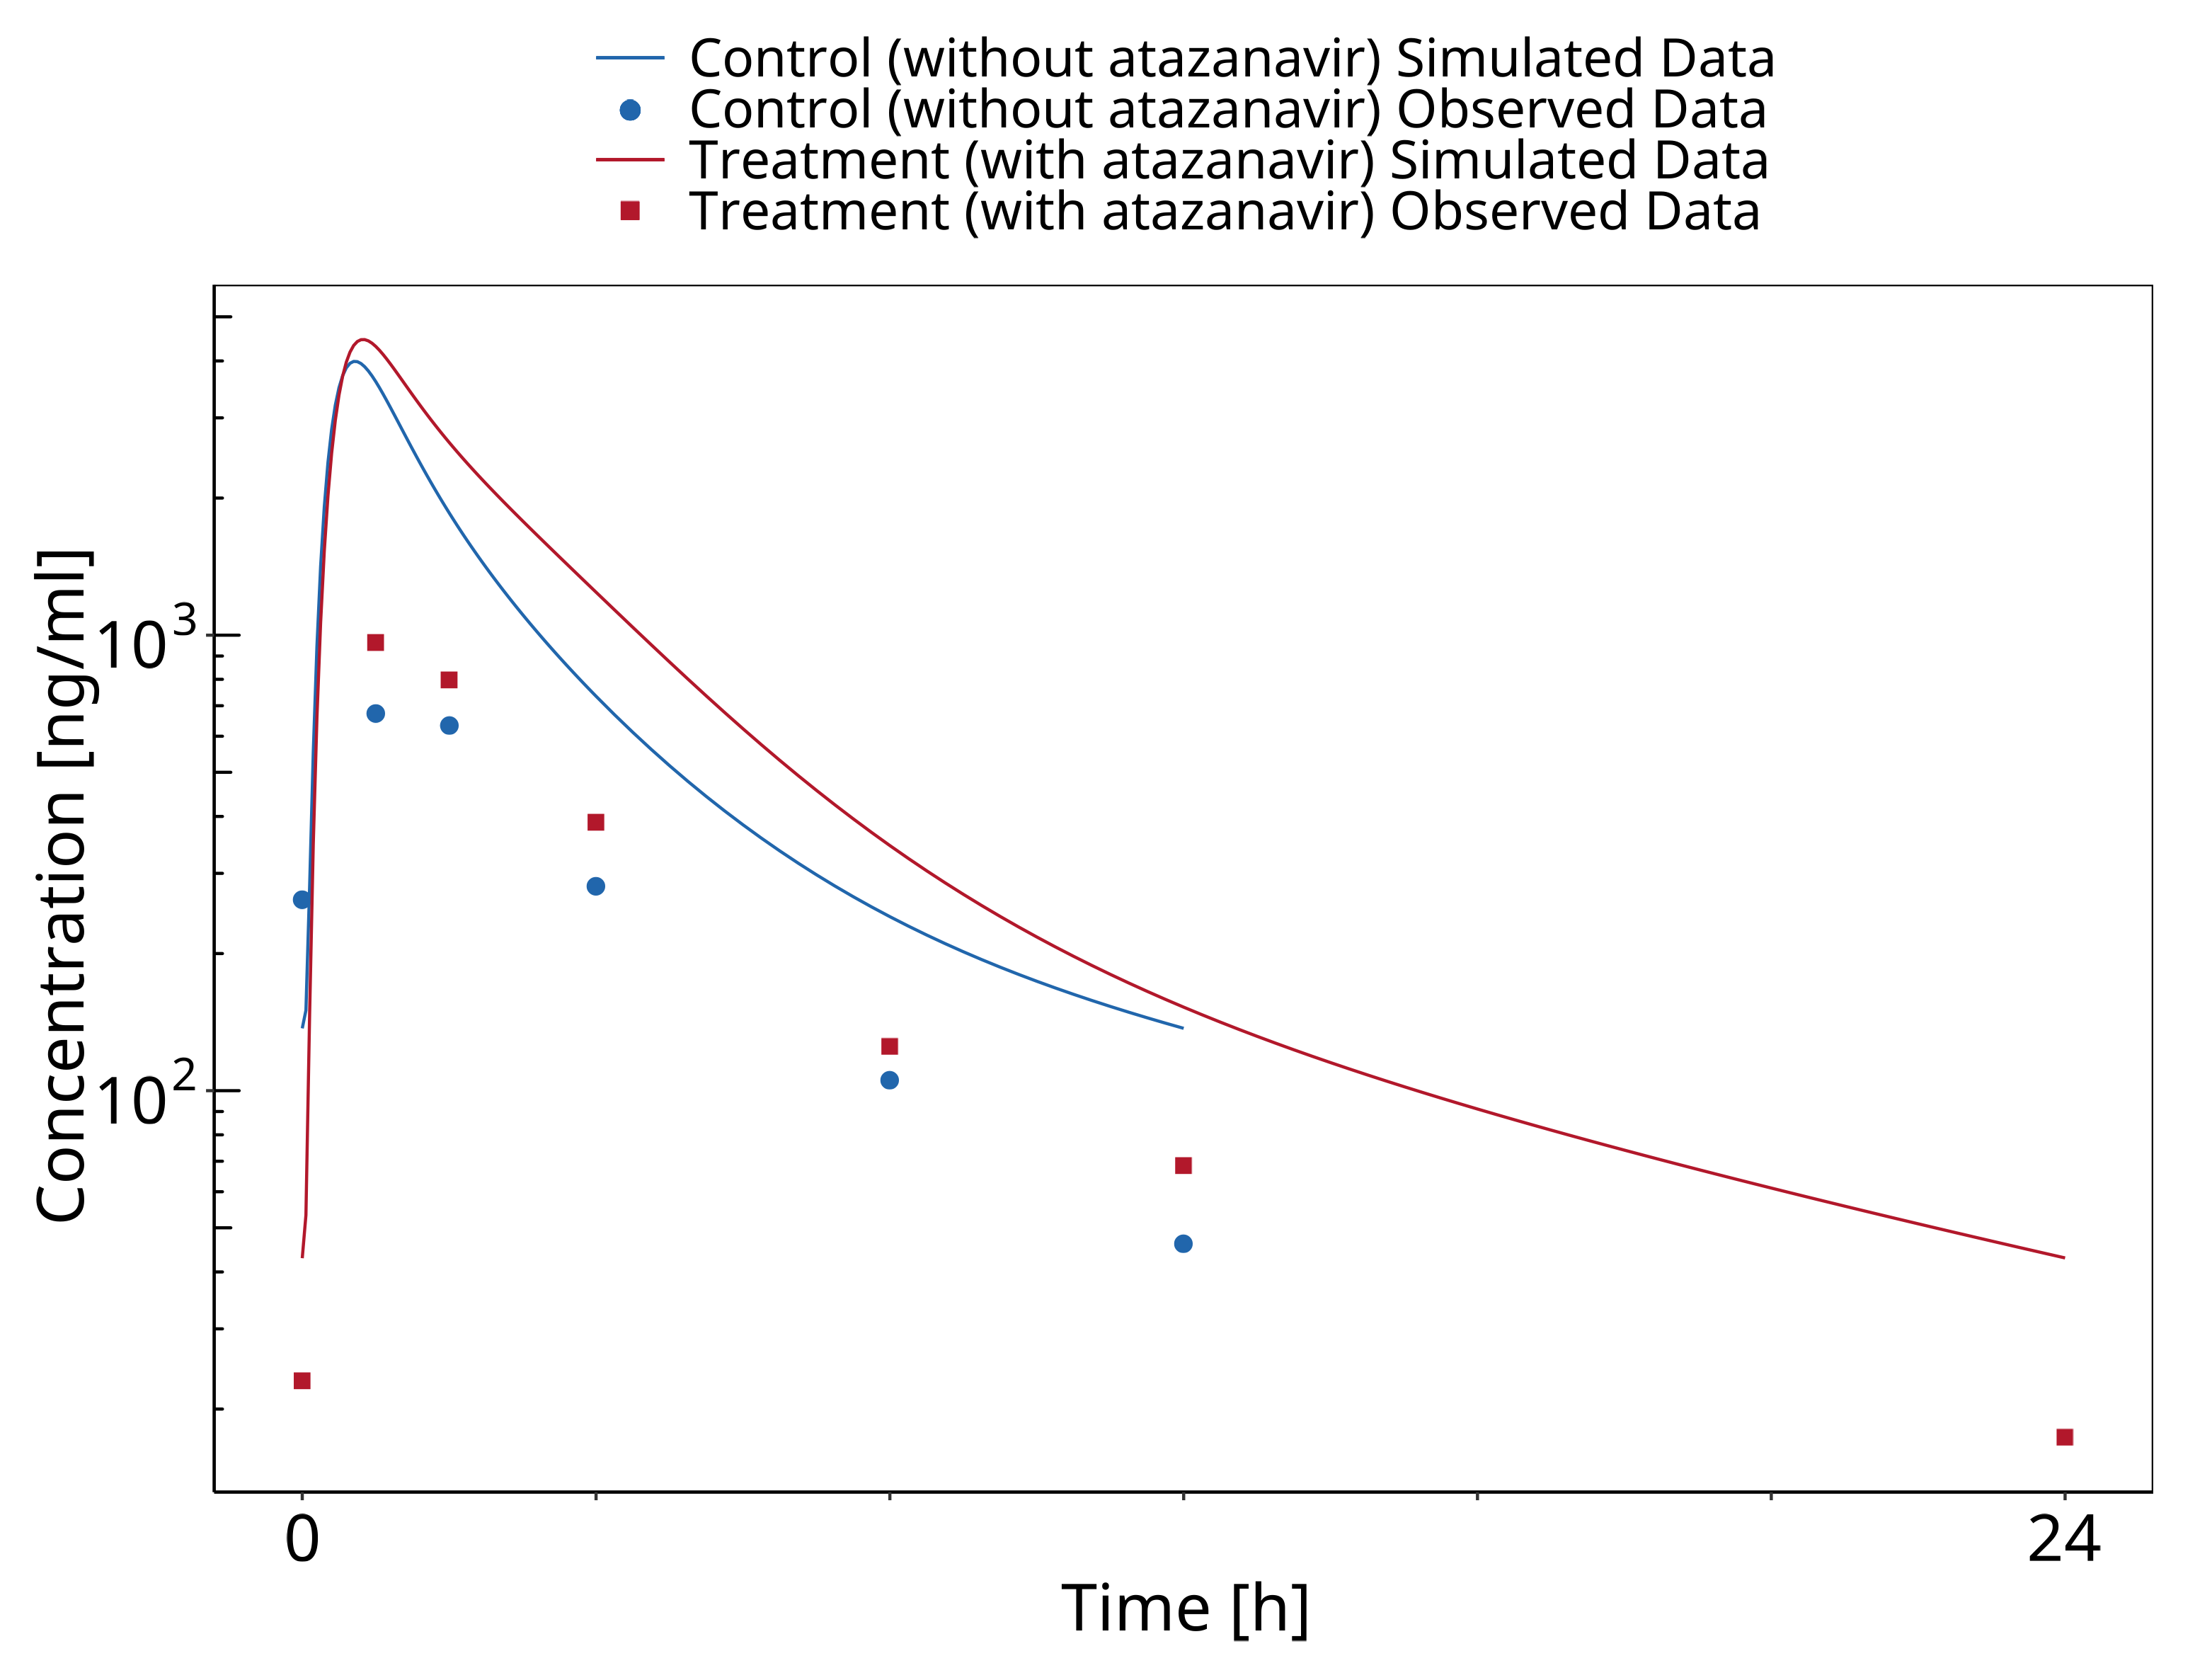 Control (without atazanavir) Simulated Data
Control (without atazanavir) Observed Data
Treatment (with atazanavir) Simulated Data
Treatment (with atazanavir) Observed Data
Concentration [ng/ml]
10³
10²
0 24
Time [h]